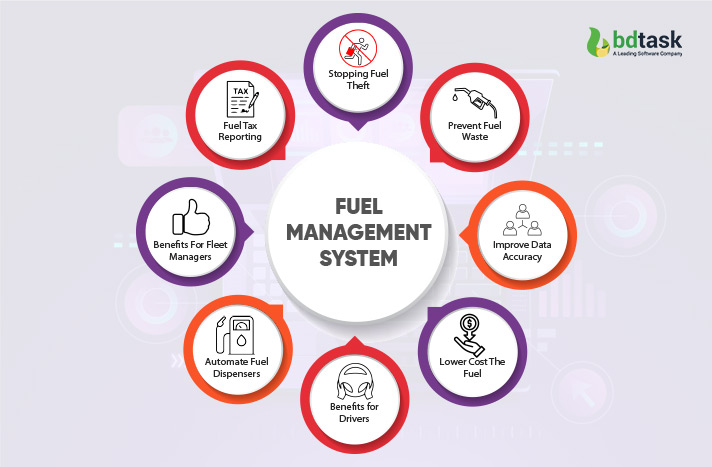 bdtask
A Leading Software Company
Stopping Fuel
Theft
TAX
Fuel Tax
Reporting
Prevent Fuel
Waste
FUEL
MANAGEMENT
SYSTEM
Benefits For Fleet
Managers
Improve Data
Accuracy
$
Automate Fuel
Dispensers
Lower Cost The
Fuel
Benefits for
Drivers